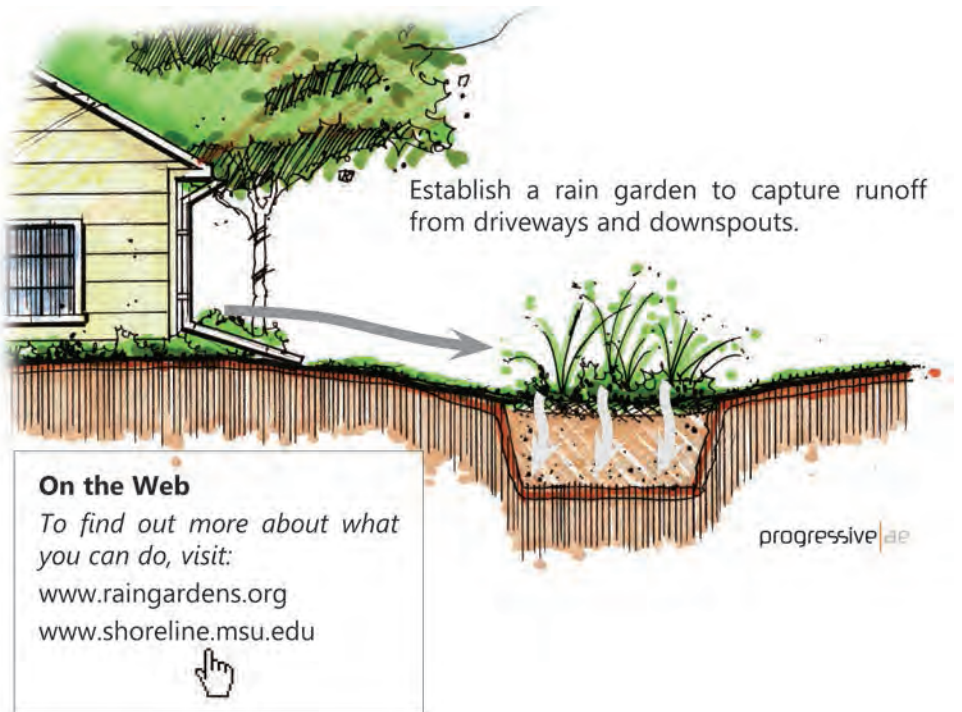 Establish a rain garden to capture runoff
from driveways and downspouts.
On the Web
To find out more about what
you can do, visit:
www.raingardens.org
www.shoreline.msu.edu
progressive|ae